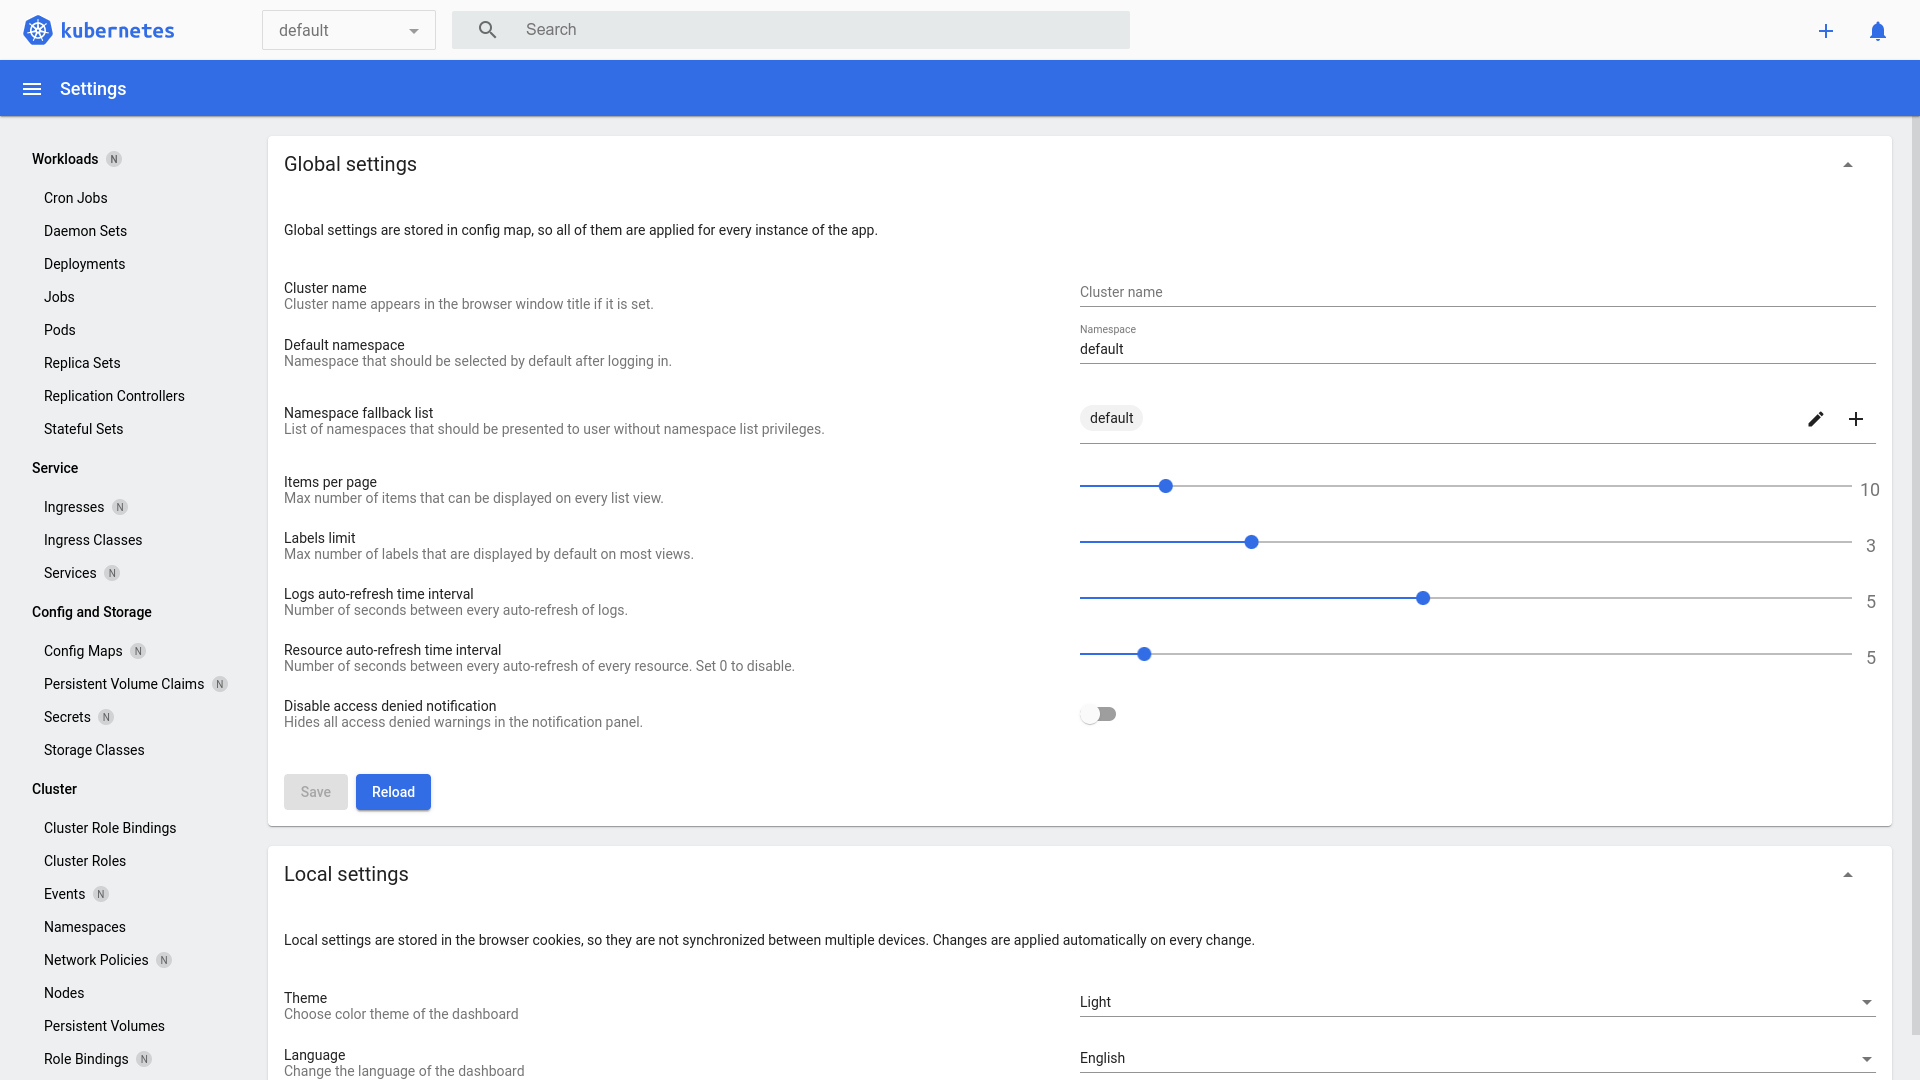 kubernetes
default
Search
Settings
Workloads N
Cron Jobs
Daemon Sets
Deployments
Jobs
Pods
Replica Sets
Replication Controllers
Stateful Sets
Service
Ingresses N
Ingress Classes
Services N
Config and Storage
Config Maps N
Persistent Volume Claims N
Secrets N
Storage Classes
Cluster
Cluster Role Bindings
Cluster Roles
Events N
Namespaces
Network Policies N
Nodes
Persistent Volumes
Role Bindings N
Global settings
Global settings are stored in config map, so all of them are applied for every instance of the app.
Cluster name
Cluster name appears in the browser window title if it is set.
Cluster name
Default namespace
Namespace that should be selected by default after logging in.
Namespace
default
Namespace fallback list
List of namespaces that should be presented to user without namespace list privileges.
default
Items per page
Max number of items that can be displayed on every list view.
10
Labels limit
Max number of labels that are displayed by default on most views.
3
Logs auto-refresh time interval
Number of seconds between every auto-refresh of logs.
5
Resource auto-refresh time interval
Number of seconds between every auto-refresh of every resource. Set 0 to disable.
5
Disable access denied notification
Hides all access denied warnings in the notification panel.
Save
Reload
Local settings
Local settings are stored in the browser cookies, so they are not synchronized between multiple devices. Changes are applied automatically on every change.
Theme
Choose color theme of the dashboard
Light
Language
Change the language of the dashboard
English